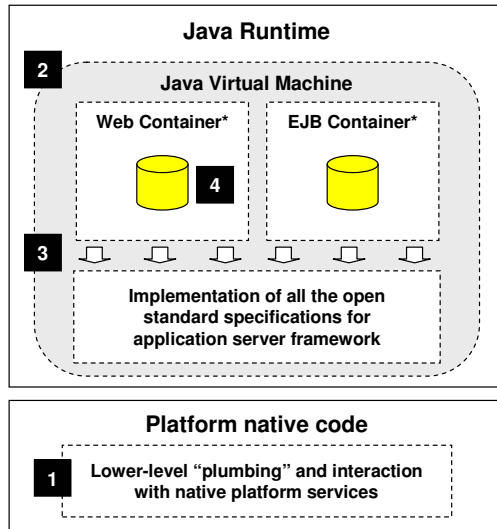 Java Runtime
2
Java Virtual Machine
Web Container*
EJB Container*
4
3
Implementation of all the open
standard specifications for
application server framework
Platform native code
1
Lower-level “plumbing” and interaction
with native platform services